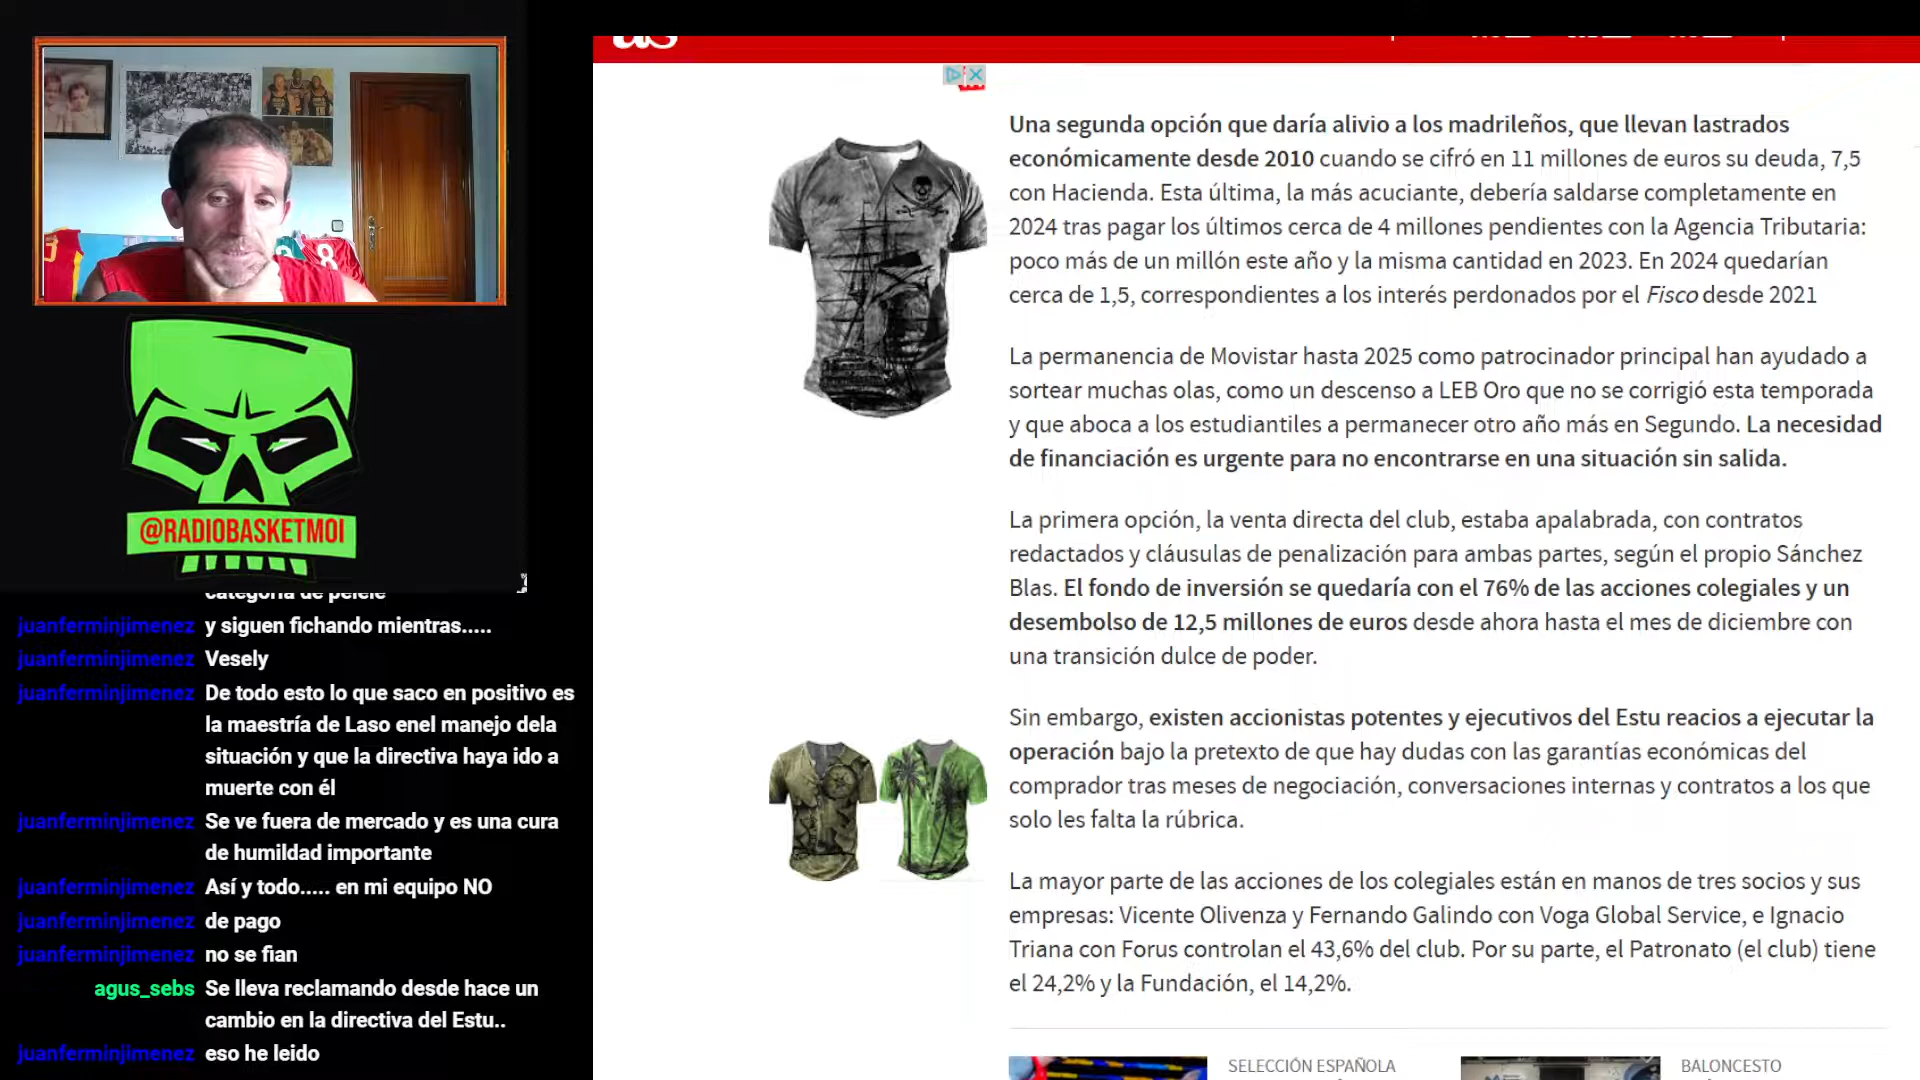 as
Una segunda opción que daría alivio a los madrileños, que llevan lastrados
económicamente desde 2010 cuando se cifró en 11 millones de euros su deuda, 7,5
con Hacienda. Esta última, la más acuciante, debería saldarse completamente en
2024 tras pagar los últimos cerca de 4 millones pendientes con la Agencia Tributaria:
poco más de un millón este año y la misma cantidad en 2023. En 2024 quedarían
cerca de 1,5, correspondientes a los interés perdonados por el Fisco desde 2021
La permanencia de Movistar hasta 2025 como patrocinador principal han ayudado a
sortear muchas olas, como un descenso a LEB Oro que no se corrigió esta temporada
y que aboca a los estudiantiles a permanecer otro año más en Segundo. La necesidad
de financiación es urgente para no encontrarse en una situación sin salida.
La primera opción, la venta directa del club, estaba apalabrada, con contratos
redactados y cláusulas de penalización para ambas partes, según el propio Sánchez
Blas. El fondo de inversión se quedaría con el 76% de las acciones colegiales y un
desembolso de 12,5 millones de euros desde ahora hasta el mes de diciembre con
una transición dulce de poder.
Sin embargo, existen accionistas potentes y ejecutivos del Estu reacios a ejecutar la
operación bajo la pretexto de que hay dudas con las garantías económicas del
comprador tras meses de negociación, conversaciones internas y contratos a los que
solo les falta la rúbrica.
La mayor parte de las acciones de los colegiales están en manos de tres socios y sus
empresas: Vicente Olivenza y Fernando Galindo con Voga Global Service, e Ignacio
Triana con Forus controlan el 43,6% del club. Por su parte, el Patronato (el club) tiene
el 24,2% y la Fundación, el 14,2%.
SELECCIÓN ESPAÑOLA
BALONCESTO
8
@RADIOBASKETMOI
categoría de pelele
juanferminjimenez y siguen fichando mientras.....
juanferminjimenez Vesely
juanferminjimenez De todo esto lo que saco en positivo es
la maestría de Laso enel manejo dela
situación y que la directiva haya ido a
muerte con él
juanferminjimenez Se ve fuera de mercado y es una cura
de humildad importante
juanferminjimenez Así y todo..... en mi equipo NO
juanferminjimenez de pago
juanferminjimenez no se fian
agus_sebs Se lleva reclamando desde hace un
cambio en la directiva del Estu..
juanferminjimenez eso he leido